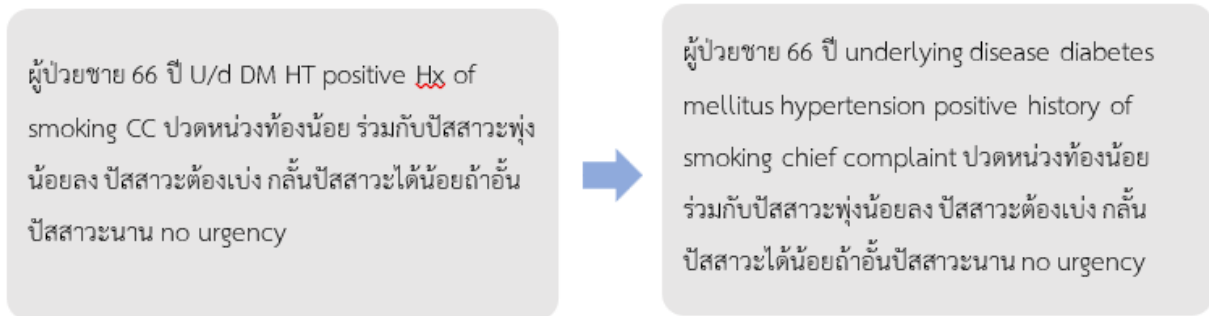 ผู้ป่วยชาย 66 ปี U/d DM HT positive Hx of
smoking CC ปวดหน่วงท้องน้อย ร่วมกับปัสสาวะพุ่ง
น้อยลง ปัสสาวะต้องเบ่ง กลั้นปัสสาวะได้น้อยถ้าอั้น
ปัสสาวะนาน no urgency
ผู้ป่วยชาย 66 ปี underlying disease diabetes
mellitus hypertension positive history of
smoking chief complaint ปวดหน่วงท้องน้อย
ร่วมกับปัสสาวะพุ่งน้อยลง ปัสสาวะต้องเบ่ง กลั้น
ปัสสาวะได้น้อยถ้าอั้นปัสสาวะนาน no urgency